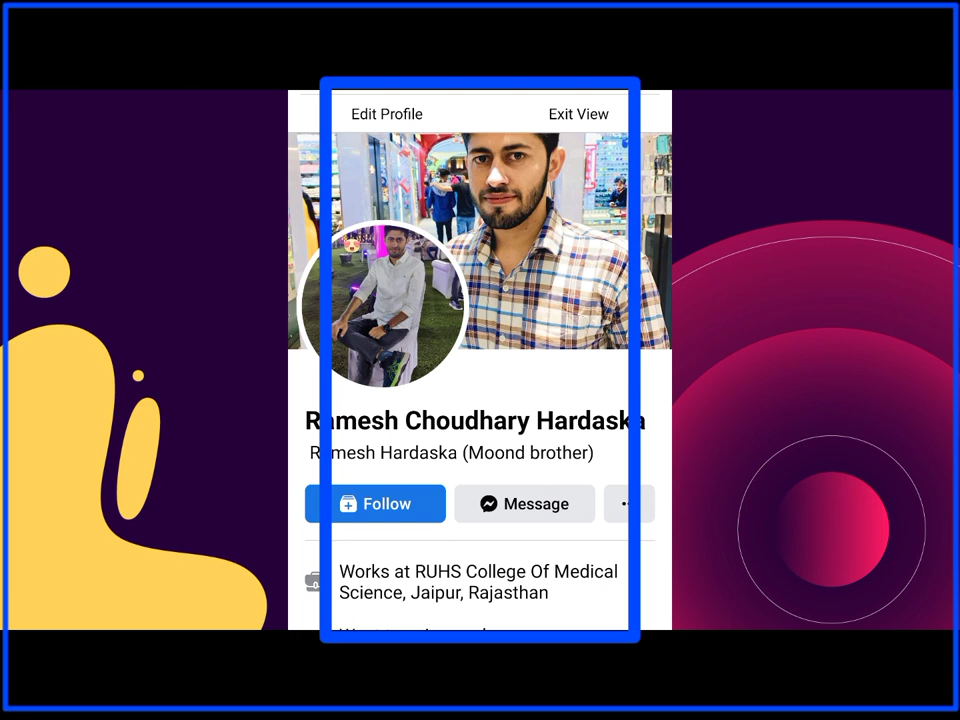 Edit Profile
Exit View
Ramesh Choudhary Hardaska
Ramesh Hardaska (Moond brother)
Follow
Message
Works at RUHS College Of Medical
Science, Jaipur, Rajasthan